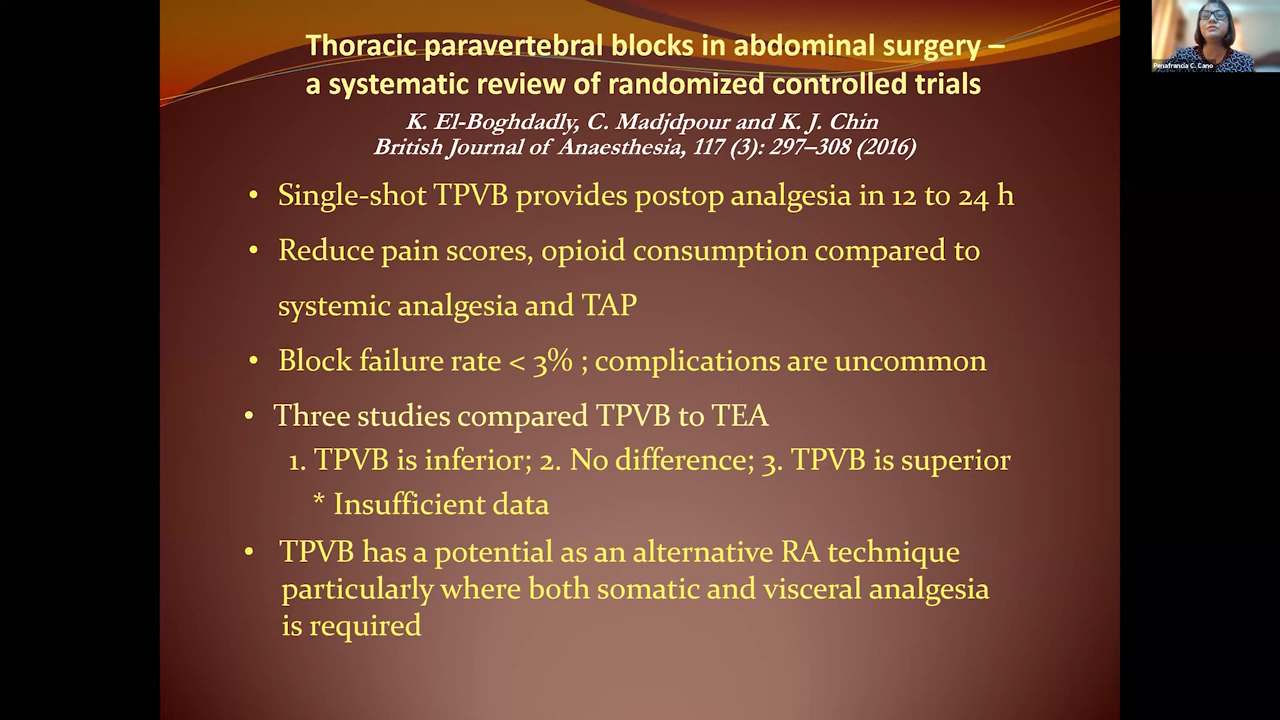 Thoracic paravertebral blocks in abdominal surgery –
a systematic review of randomized controlled trials
K. El-Boghdadly, C. Madjdpour and K. J. Chin
British Journal of Anaesthesia, 117 (3): 297–308 (2016)
• Single-shot TPVB provides postop analgesia in 12 to 24 h
• Reduce pain scores, opioid consumption compared to
systemic analgesia and TAP
• Block failure rate < 3% ; complications are uncommon
• Three studies compared TPVB to TEA
1. TPVB is inferior; 2. No difference; 3. TPVB is superior
* Insufficient data
• TPVB has a potential as an alternative RA technique
particularly where both somatic and visceral analgesia
is required
Penafrancia C. Cano